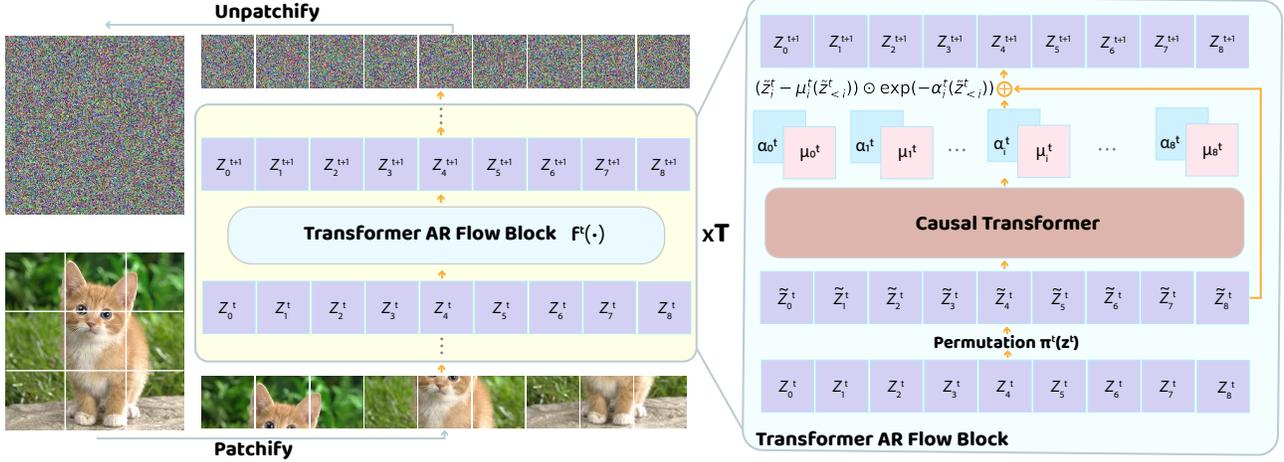 Unpatchify
Z₀ᵗ⁺¹ Z₁ᵗ⁺¹ Z₂ᵗ⁺¹ Z₃ᵗ⁺¹ Z₄ᵗ⁺¹ Z₅ᵗ⁺¹ Z₆ᵗ⁺¹ Z₇ᵗ⁺¹ Z₈ᵗ⁺¹
Transformer AR Flow Block fᵗ(·)
Z₀ᵗ Z₁ᵗ Z₂ᵗ Z₃ᵗ Z₄ᵗ Z₅ᵗ Z₆ᵗ Z₇ᵗ Z₈ᵗ
Patchify
xT
Z₀ᵗ⁺¹ Z₁ᵗ⁺¹ Z₂ᵗ⁺¹ Z₃ᵗ⁺¹ Z₄ᵗ⁺¹ Z₅ᵗ⁺¹ Z₆ᵗ⁺¹ Z₇ᵗ⁺¹ Z₈ᵗ⁺¹
(z̃ᵢᵗ − μᵢᵗ(z̃ᵗ<ᵢ)) ⊙ exp(−αᵢᵗ(z̃ᵗ<ᵢ)) ⊕
α₀ᵗ μ₀ᵗ α₁ᵗ μ₁ᵗ ... αᵢᵗ μᵢᵗ ... α₈ᵗ μ₈ᵗ
Causal Transformer
Z̃₀ᵗ Z̃₁ᵗ Z̃₂ᵗ Z̃₃ᵗ Z̃₄ᵗ Z̃₅ᵗ Z̃₆ᵗ Z̃₇ᵗ Z̃₈ᵗ
Permutation πᵗ(zᵗ)
Z₀ᵗ Z₁ᵗ Z₂ᵗ Z₃ᵗ Z₄ᵗ Z₅ᵗ Z₆ᵗ Z₇ᵗ Z₈ᵗ
Transformer AR Flow Block